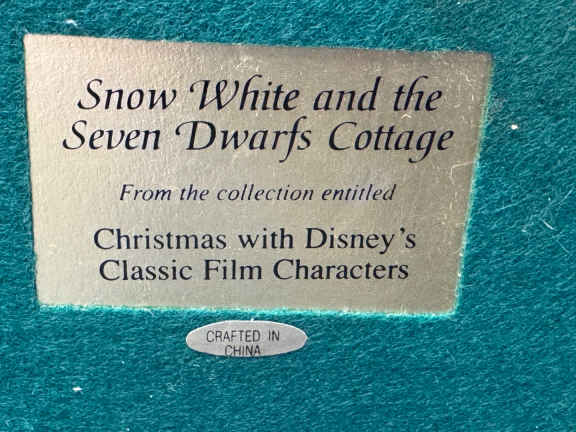 Snow White and the
Seven Dwarfs Cottage
From the collection entitled
Christmas with Disney's
Classic Film Characters
CRAFTED IN
CHINA